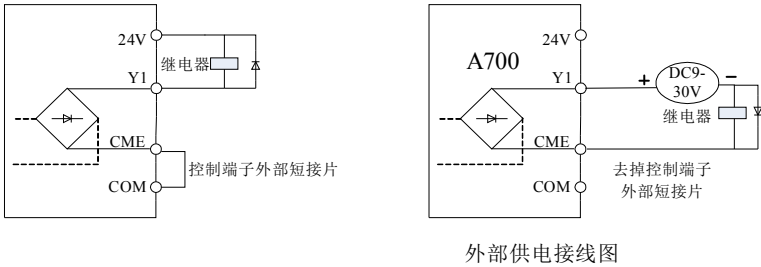 24V
继电器
Y1
CME
控制端子外部短接片
COM
24V
A700
Y1
+
DC9-
30V
−
继电器
CME
去掉控制端子
外部短接片
COM
外部供电接线图